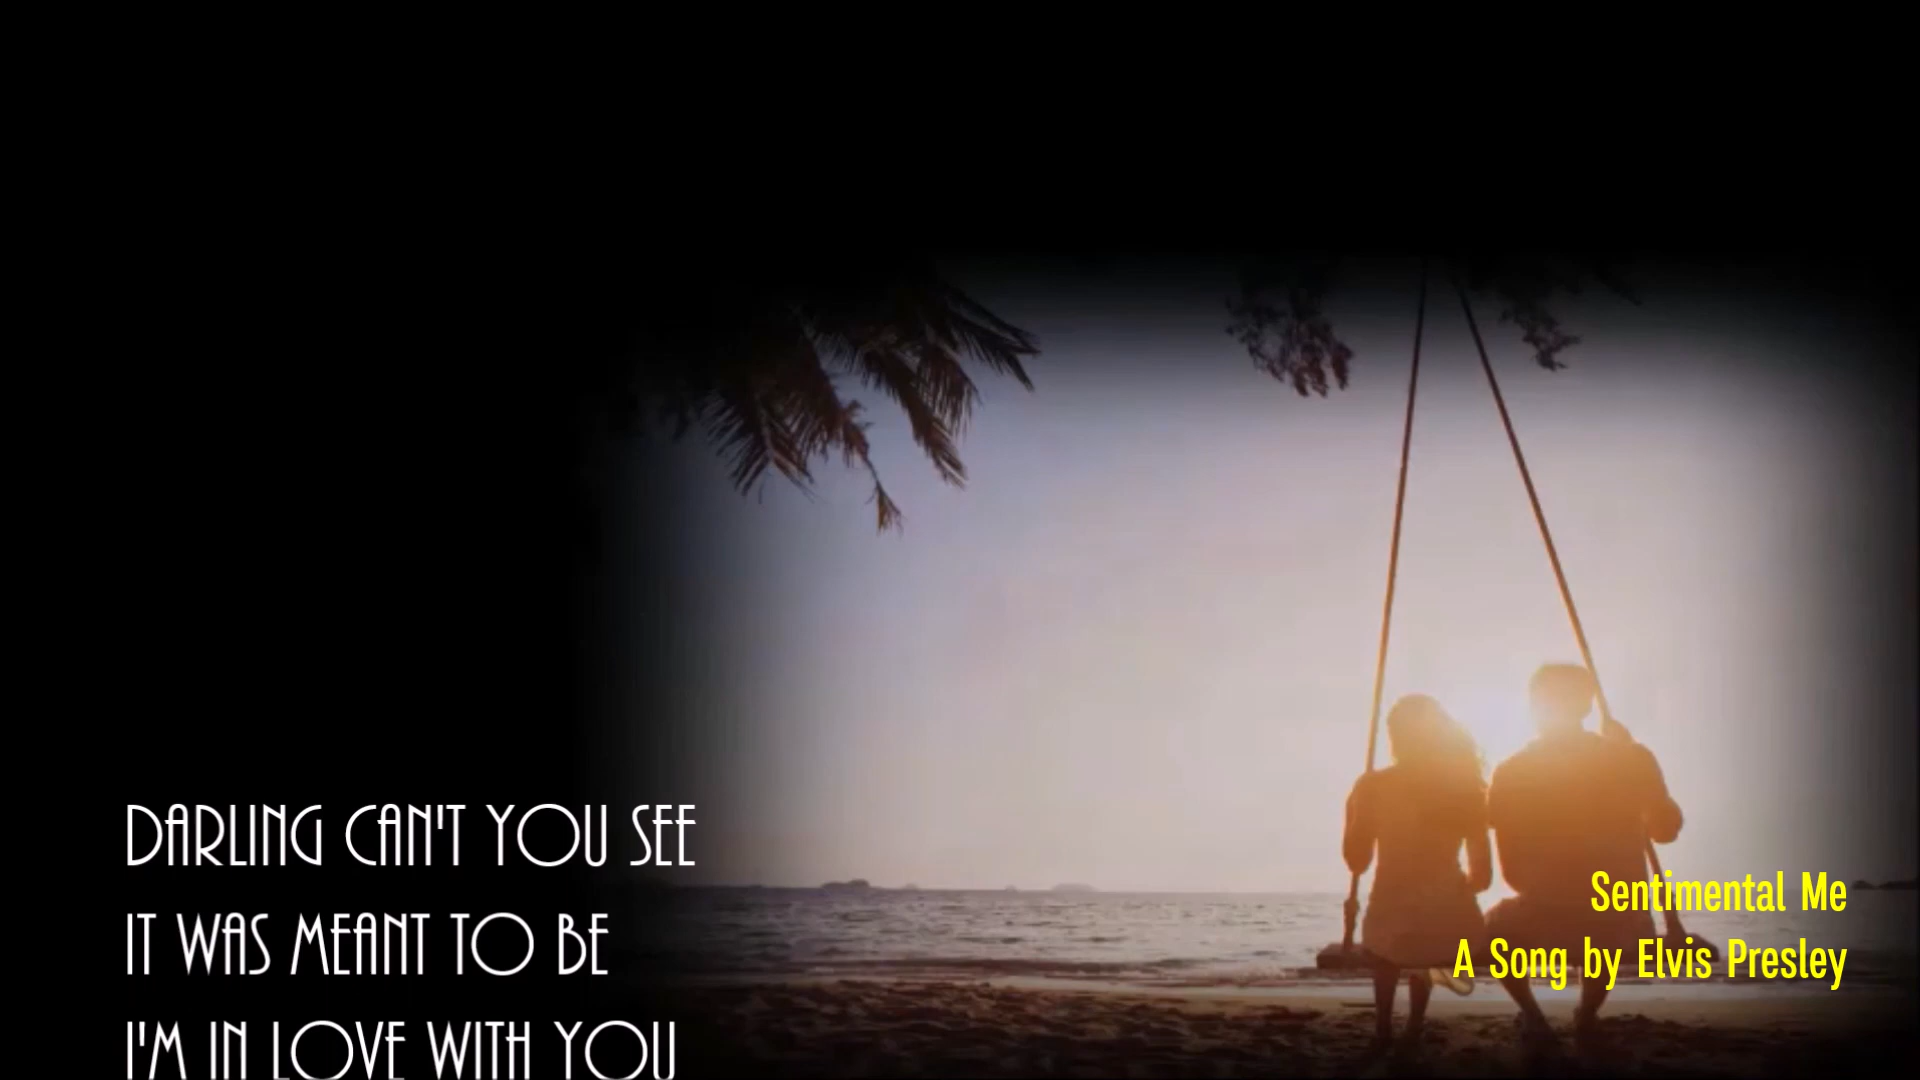 DARLING CAN'T YOU SEE
IT WAS MEANT TO BE
I'M IN LOVE WITH YOU
Sentimental Me
A Song by Elvis Presley